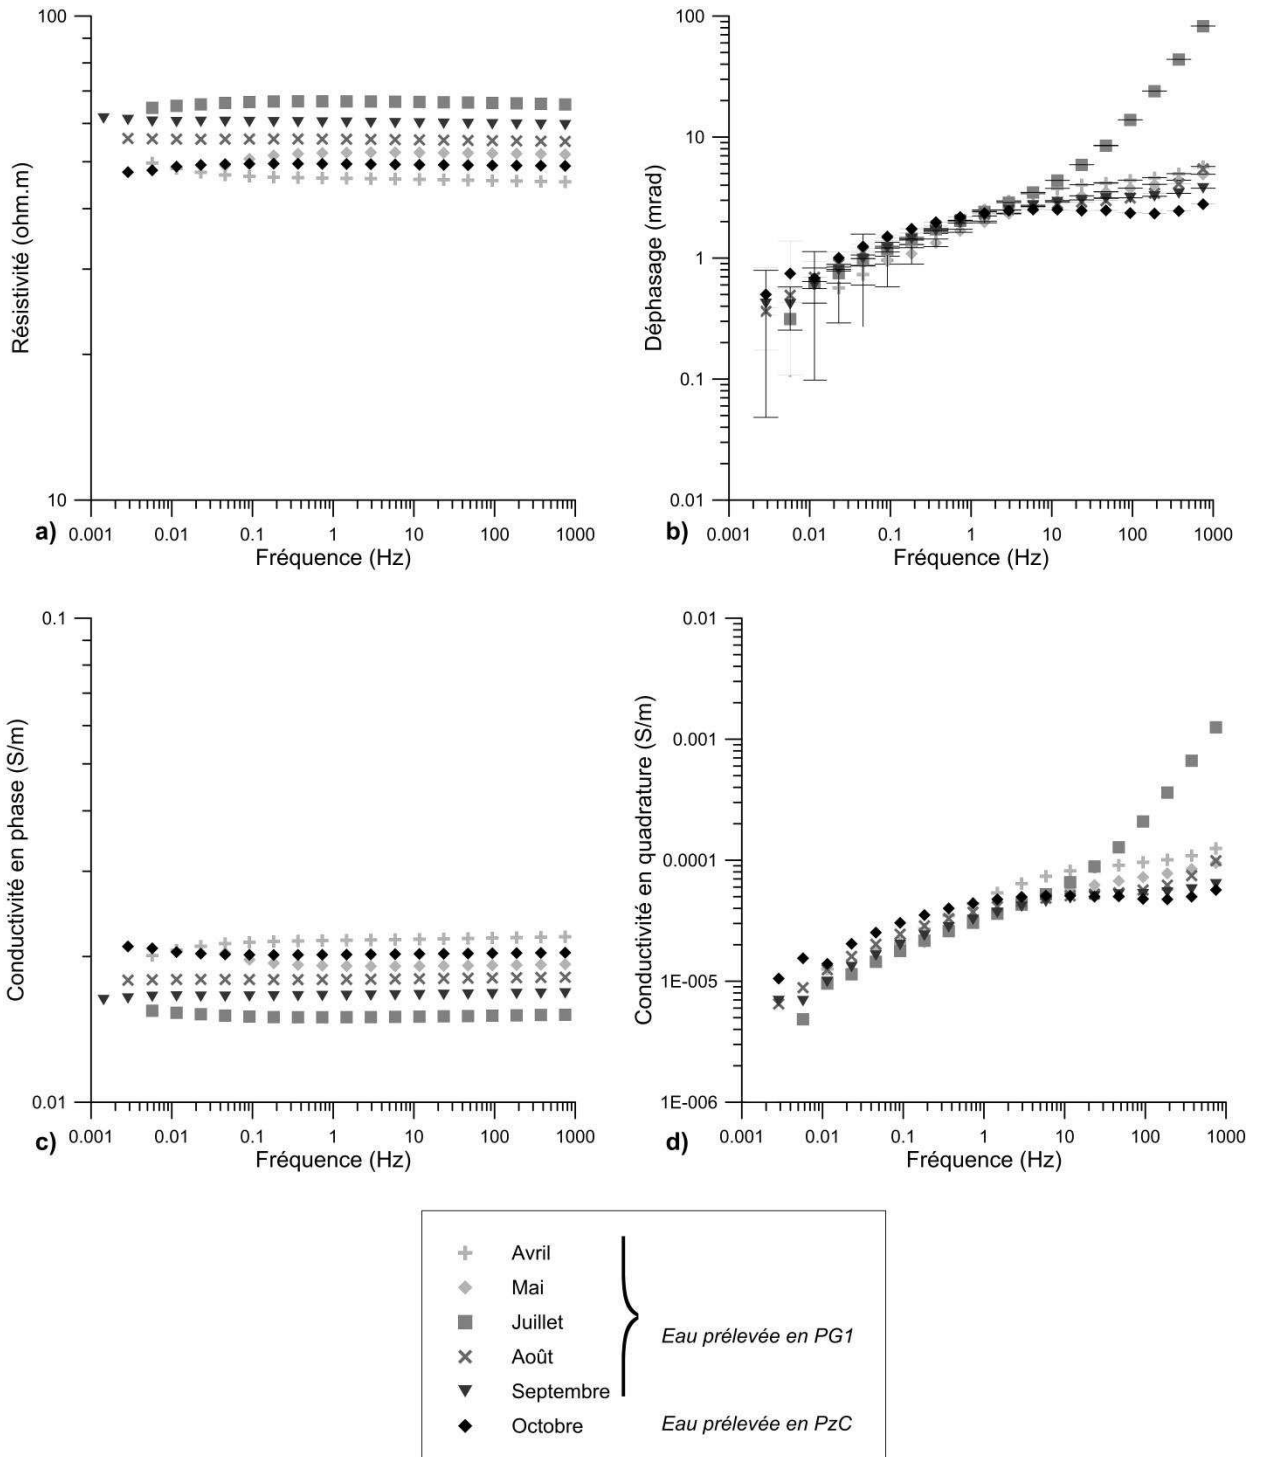 100
Résistivité (ohm.m)
10
0.001 0.01 0.1 1 10 100 1000
a)
Fréquence (Hz)
100
10
1
0.1
0.01
Déphasage (mrad)
0.001 0.01 0.1 1 10 100 1000
b)
Fréquence (Hz)
0.1
Conductivité en phase (S/m)
0.01
0.001 0.01 0.1 1 10 100 1000
c)
Fréquence (Hz)
0.01
0.001
0.0001
1E-005
1E-006
Conductivité en quadrature (S/m)
0.001 0.01 0.1 1 10 100 1000
d)
Fréquence (Hz)
Avril
Mai
Juillet
Août
Septembre
Eau prélevée en PG1
Octobre
Eau prélevée en PzC